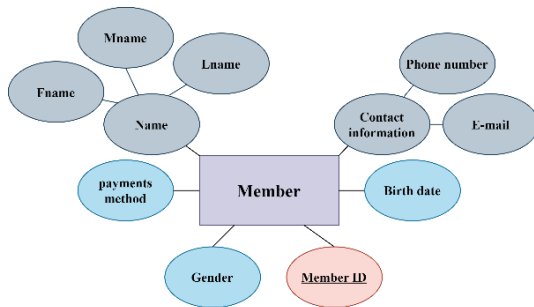 Mname
Lname
Fname
Name
Phone number
Contact
information
E-mail
payments
method
Member
Birth date
Gender
Member ID